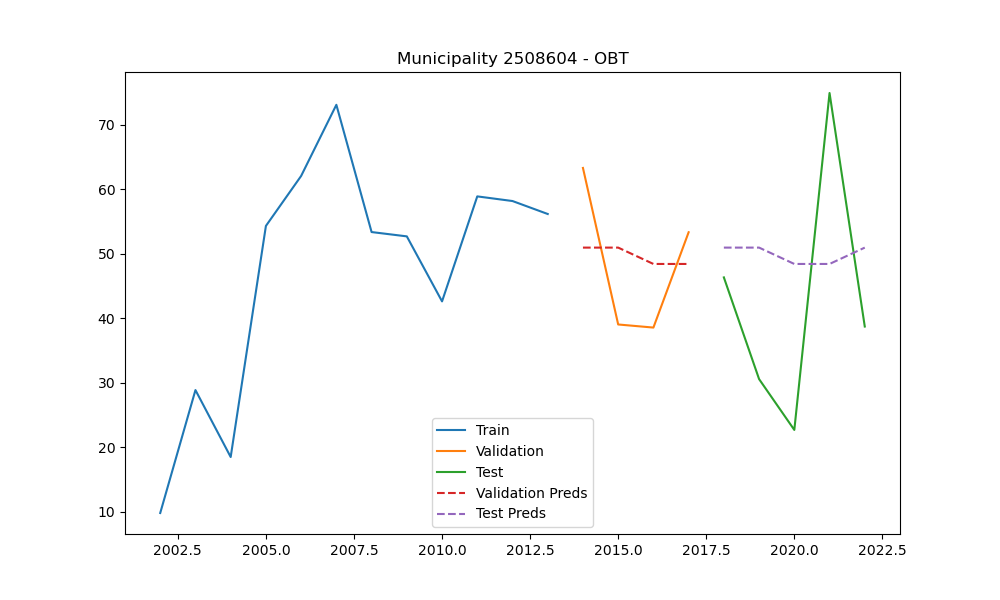 Municipality 2508604 - OBT
70
60
50
40
30
20
10
Train
Validation
Test
Validation Preds
Test Preds
2002.5 2005.0 2007.5 2010.0 2012.5 2015.0 2017.5 2020.0 2022.5